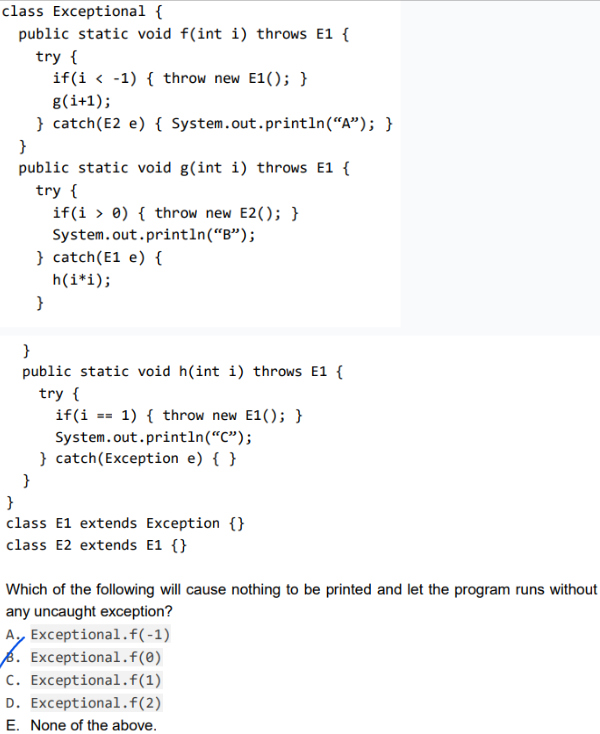 class Exceptional {
public static void f(int i) throws E1 {
try {
if(i < -1) { throw new E1(); }
g(i+1);
} catch(E2 e) { System.out.println(“A”); }
}
public static void g(int i) throws E1 {
try {
if(i > 0) { throw new E2(); }
System.out.println(“B”);
} catch(E1 e) {
h(i*i);
}
}
public static void h(int i) throws E1 {
try {
if(i == 1) { throw new E1(); }
System.out.println(“C”);
} catch(Exception e) { }
}
}
class E1 extends Exception {}
class E2 extends E1 {}
Which of the following will cause nothing to be printed and let the program runs without
any uncaught exception?
A. Exceptional.f(-1)
B. Exceptional.f(0)
C. Exceptional.f(1)
D. Exceptional.f(2)
E. None of the above.